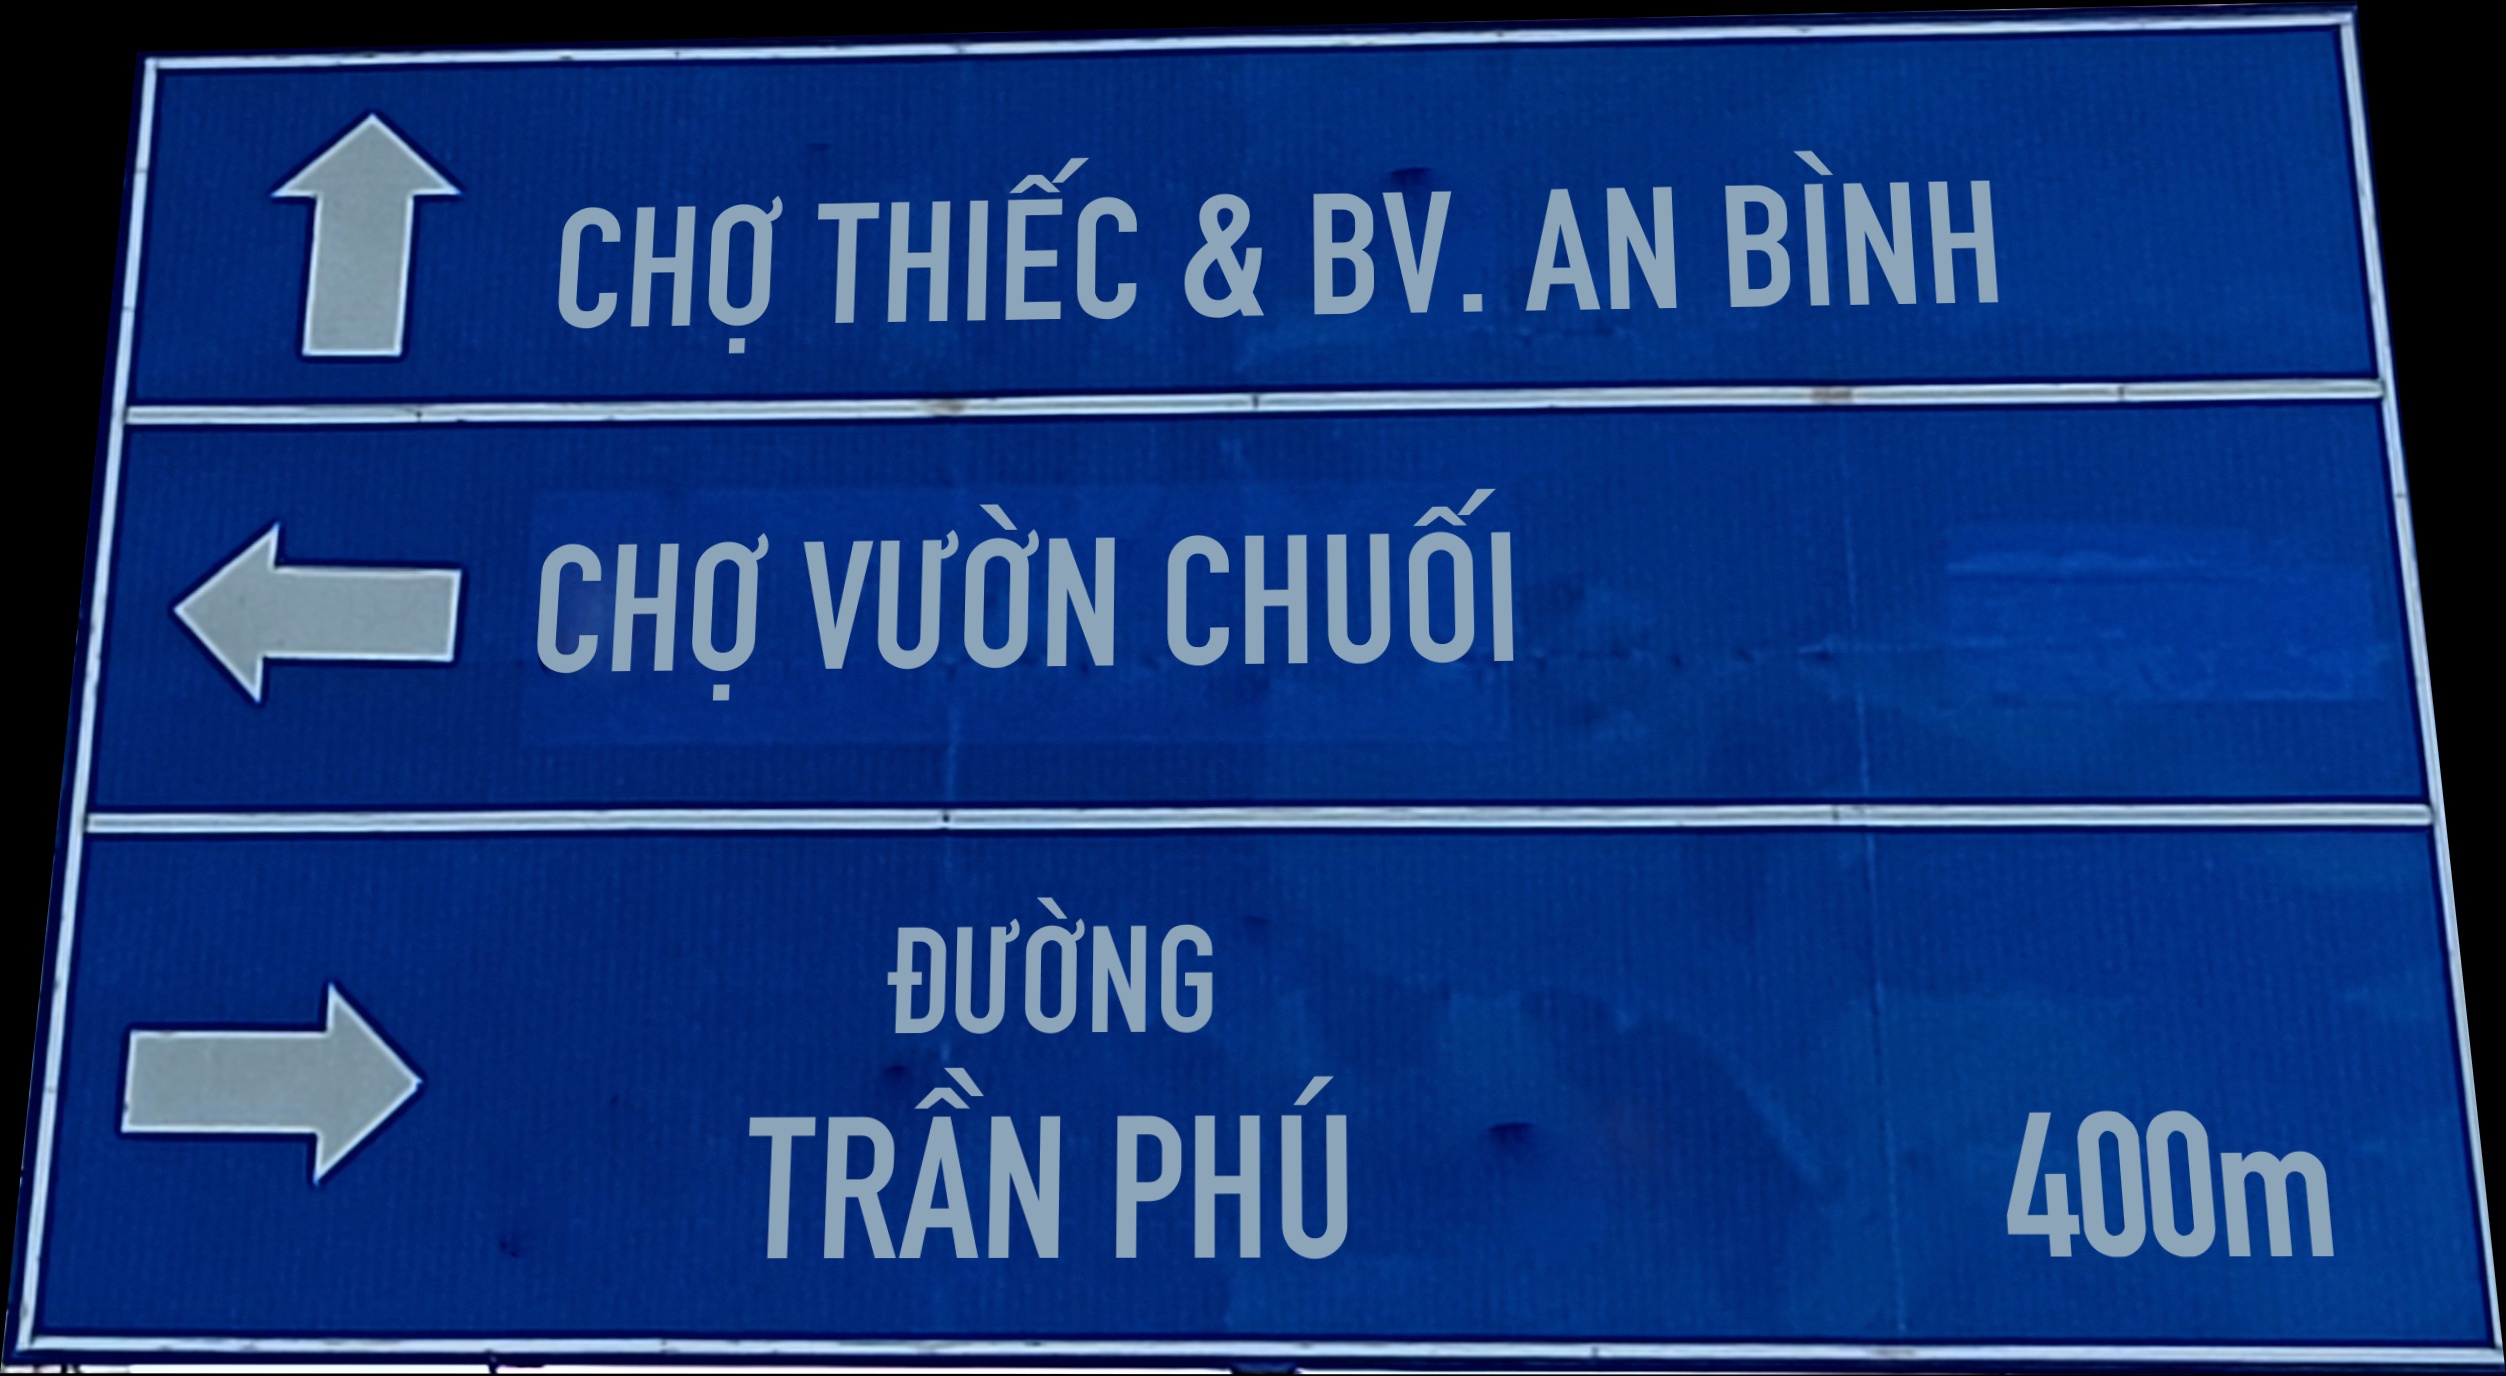 CHỢ THIẾC & BV. AN BÌNH
CHỢ VƯỜN CHUỐI
ĐƯỜNG
TRẦN PHÚ
400m